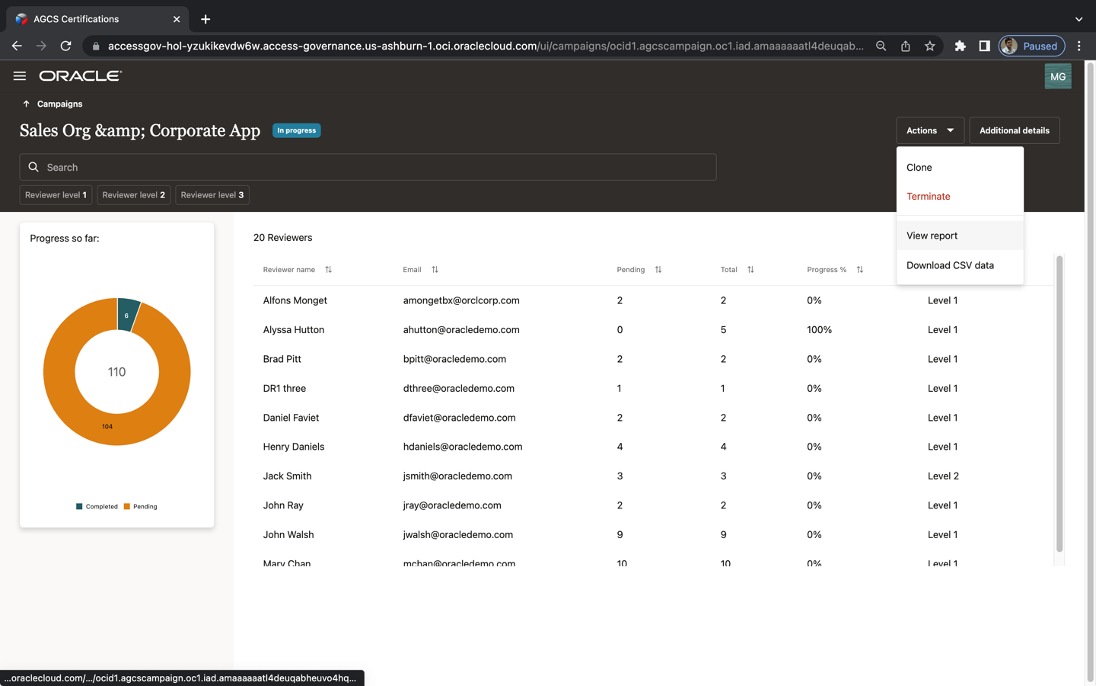 AGCS Certifications
accessgov-hol-yzukikevdw6w.access-governance.us-ashburn-1.oci.oraclecloud.com/ui/campaigns/ocid1.agcscampaign.oc1.iad.amaaaaaatl4deuqab...
Paused
ORACLE
MG
Campaigns
Sales Org &amp; Corporate App
In progress
Actions
Additional details
Search
Clone
Terminate
View report
Download CSV data
Reviewer level 1
Reviewer level 2
Reviewer level 3
Progress so far:
6
110
104
Completed
Pending
20 Reviewers
Reviewer name Email Pending Total Progress %
Alfons Monget amongetbx@orclcorp.com 2 2 0% Level 1
Alyssa Hutton ahutton@oracledemo.com 0 5 100% Level 1
Brad Pitt bpitt@oracledemo.com 2 2 0% Level 1
DR1 three dthree@oracledemo.com 1 1 0% Level 1
Daniel Faviet dfaviet@oracledemo.com 2 2 0% Level 1
Henry Daniels hdaniels@oracledemo.com 4 4 0% Level 1
Jack Smith jsmith@oracledemo.com 3 3 0% Level 2
John Ray jray@oracledemo.com 2 2 0% Level 1
John Walsh jwalsh@oracledemo.com 9 9 0% Level 1
Mary Chan mchan@oracledemo.com 10 10 0% Level 1
...oraclecloud.com/.../ocid1.agcscampaign.oc1.iad.amaaaaaatl4deuqabheuvo4hq...